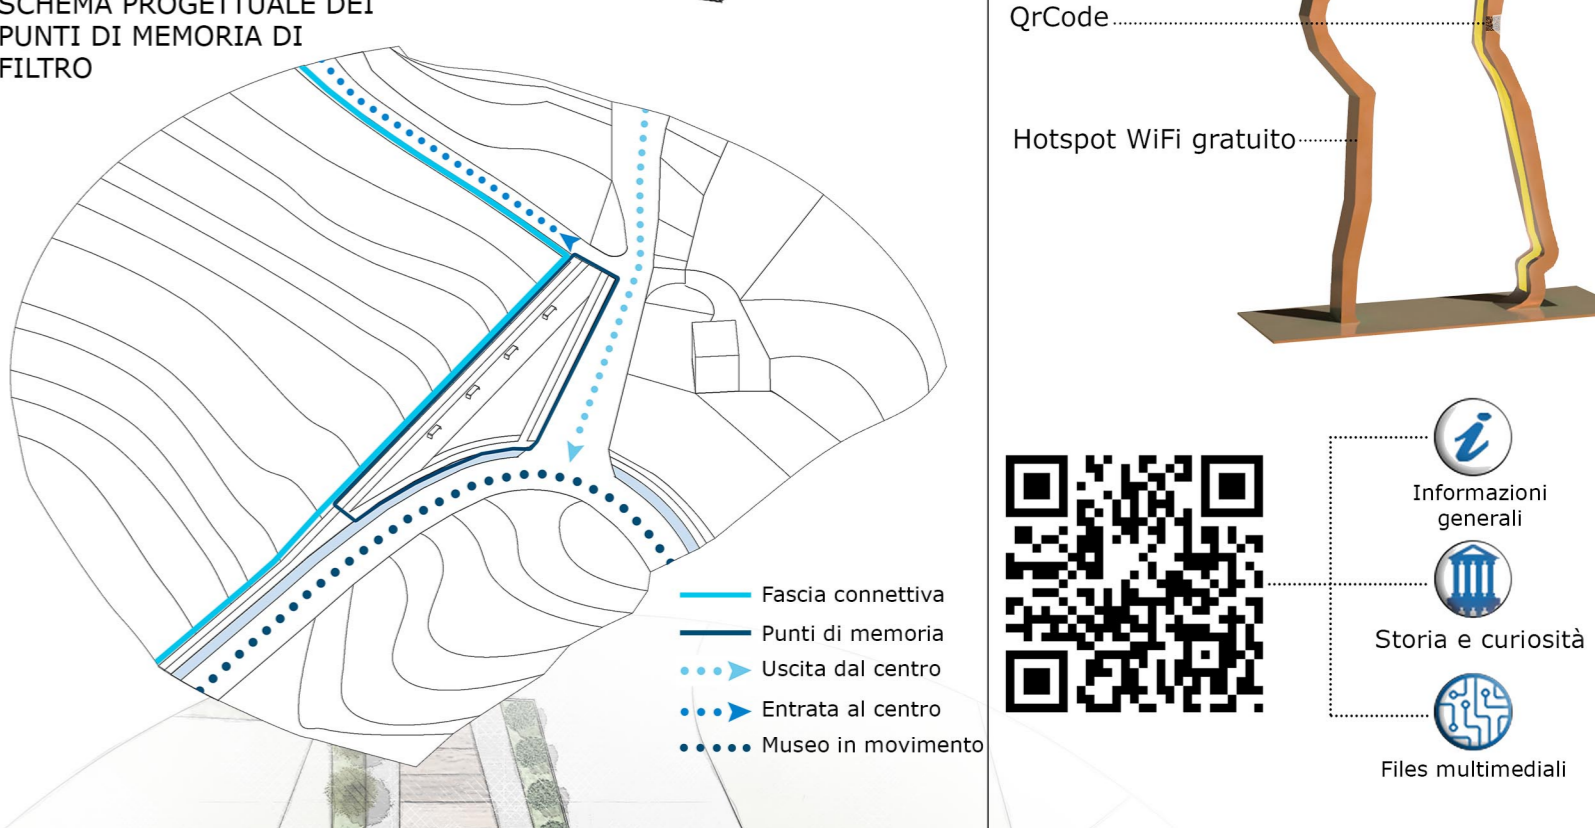 SCHEMA PROGETTUALE DEI
PUNTI DI MEMORIA DI
FILTRO
Fascia connettiva
Punti di memoria
Uscita dal centro
Entrata al centro
Museo in movimento
QrCode
Hotspot WiFi gratuito
Informazioni
generali
Storia e curiosità
Files multimediali